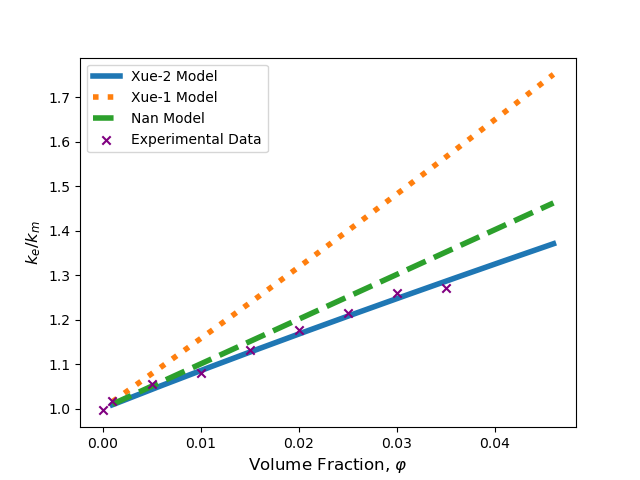 Xue-2 Model
Xue-1 Model
Nan Model
Experimental Data
1.7
1.6
1.5
1.4
1.3
1.2
1.1
1.0
kₑ/kₘ
0.00 0.01 0.02 0.03 0.04
Volume Fraction, φ